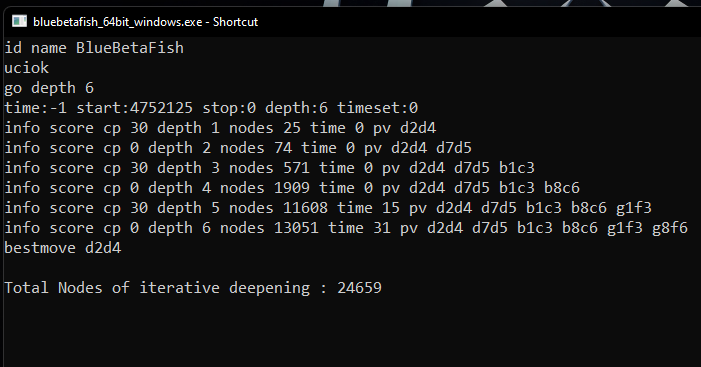 bluebetafish_64bit_windows.exe - Shortcut
id name BlueBetaFish
uciok
go depth 6
time:-1 start:4752125 stop:0 depth:6 timeset:0
info score cp 30 depth 1 nodes 25 time 0 pv d2d4
info score cp 0 depth 2 nodes 74 time 0 pv d2d4 d7d5
info score cp 30 depth 3 nodes 571 time 0 pv d2d4 d7d5 b1c3
info score cp 0 depth 4 nodes 1909 time 0 pv d2d4 d7d5 b1c3 b8c6
info score cp 30 depth 5 nodes 11608 time 15 pv d2d4 d7d5 b1c3 b8c6 g1f3
info score cp 0 depth 6 nodes 13051 time 31 pv d2d4 d7d5 b1c3 b8c6 g1f3 g8f6
bestmove d2d4
Total Nodes of iterative deepening : 24659